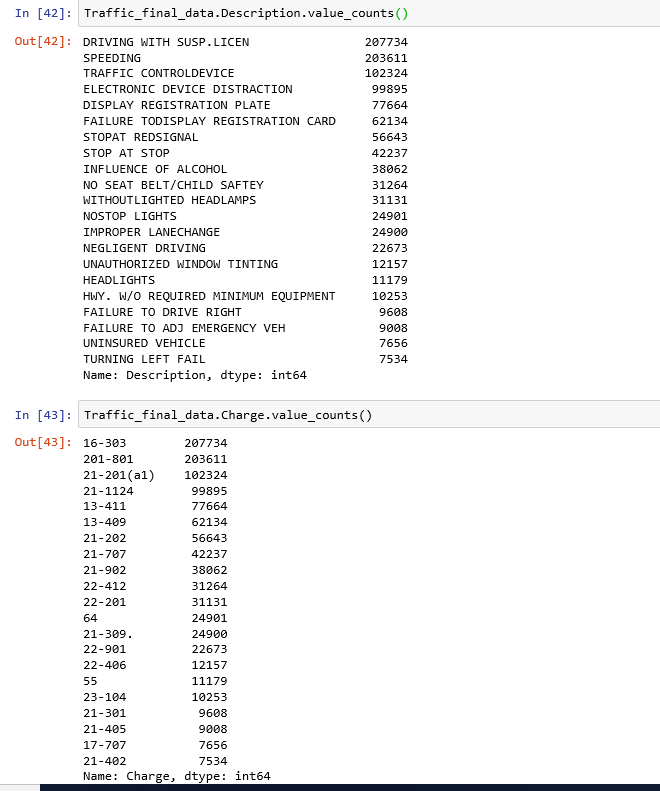 In [42]: Traffic_final_data.Description.value_counts()
Out[42]: DRIVING WITH SUSP.LICEN 207734
SPEEDING 203611
TRAFFIC CONTROLDEVICE 102324
ELECTRONIC DEVICE DISTRACTION 99895
DISPLAY REGISTRATION PLATE 77664
FAILURE TODISPLAY REGISTRATION CARD 62134
STOPAT REDSIGNAL 56643
STOP AT STOP 42237
INFLUENCE OF ALCOHOL 38062
NO SEAT BELT/CHILD SAFTEY 31264
WITHOUTLIGHTED HEADLAMPS 31131
NOSTOP LIGHTS 24901
IMPROPER LANECHANGE 24900
NEGLIGENT DRIVING 22673
UNAUTHORIZED WINDOW TINTING 12157
HEADLIGHTS 11179
HWY. W/O REQUIRED MINIMUM EQUIPMENT 10253
FAILURE TO DRIVE RIGHT 9608
FAILURE TO ADJ EMERGENCY VEH 9008
UNINSURED VEHICLE 7656
TURNING LEFT FAIL 7534
Name: Description, dtype: int64
In [43]: Traffic_final_data.Charge.value_counts()
Out[43]: 16-303 207734
201-801 203611
21-201(a1) 102324
21-1124 99895
13-411 77664
13-409 62134
21-202 56643
21-707 42237
21-902 38062
22-412 31264
22-201 31131
64 24901
21-309. 24900
22-901 22673
22-406 12157
55 11179
23-104 10253
21-301 9608
21-405 9008
17-707 7656
21-402 7534
Name: Charge, dtype: int64